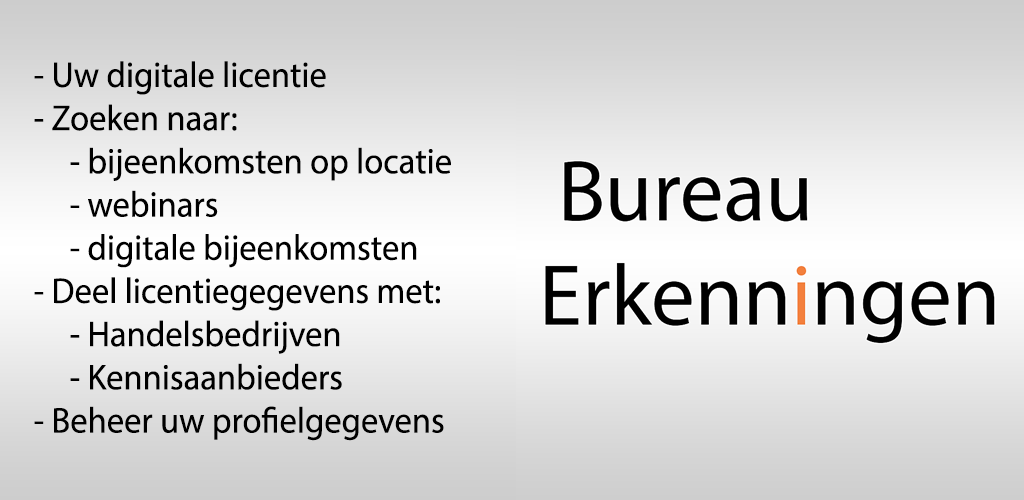 - Uw digitale licentie
- Zoeken naar:
- bijeenkomsten op locatie
- webinars
- digitale bijeenkomsten
- Deel licentiegegevens met:
- Handelsbedrijven
- Kennisaanbieders
- Beheer uw profielgegevens
Bureau
Erkenningen